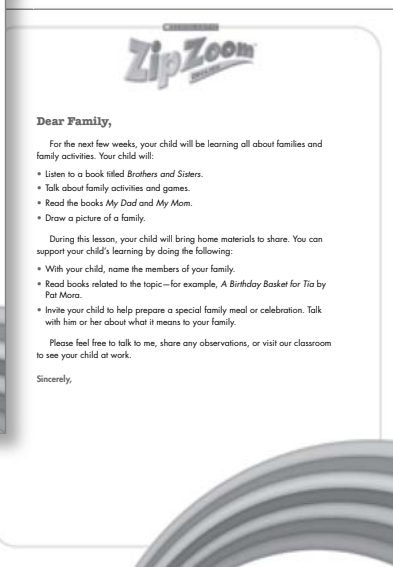 Zip Zoom
Dear Family,
For the next few weeks, your child will be learning all about families and
family activities. Your child will:
• Listen to a book titled Brothers and Sisters.
• Talk about family activities and games.
• Read the books My Dad and My Mom.
• Draw a picture of a family.
During this lesson, your child will bring home materials to share. You can
support your child's learning by doing the following:
• With your child, name the members of your family.
• Read books related to the topic—for example, A Birthday Basket for Tia by
Pat Mora.
• Invite your child to help prepare a special family meal or celebration. Talk
with him or her about what it means to your family.
Please feel free to talk to me, share any observations, or visit our classroom
to see your child at work.
Sincerely,